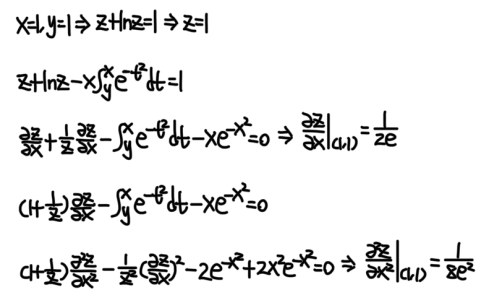 x=1,y=1⇒z+lnz=1⇒z=1
z+lnz-x∫_y^x e^{-t²}dt=1
∂z/∂x+1/z ∂z/∂x-∫_y^x e^{-t²}dt-xe^{-x²}=0 ⇒ ∂z/∂x|_(1,1)=1/2e
(1+1/z)∂z/∂x-∫_y^x e^{-t²}dt-xe^{-x²}=0
(1+1/z)∂²z/∂x²-1/z²(∂z/∂x)²-2e^{-x²}+2x²e^{-x²}=0 ⇒ ∂²z/∂x²|_(1,1)=1/8e²